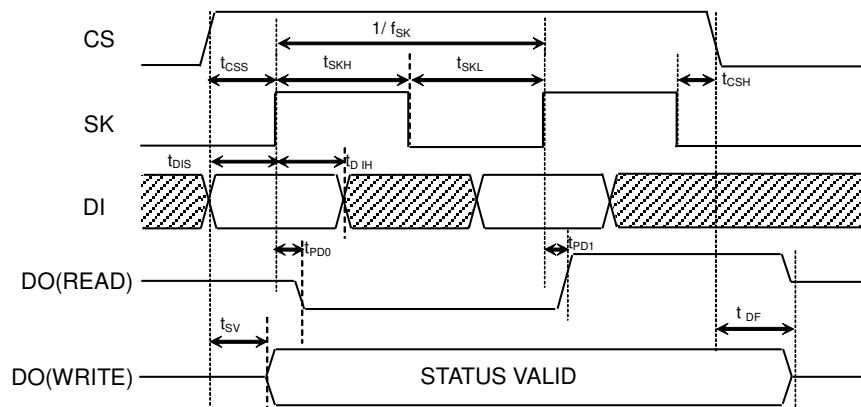 CS
1/ fSK
tCSS
tSKH
tSKL
tCSH
SK
tDIS
tD IH
DI
tPD0
tPD1
DO(READ)
tSV
t DF
DO(WRITE)
STATUS VALID